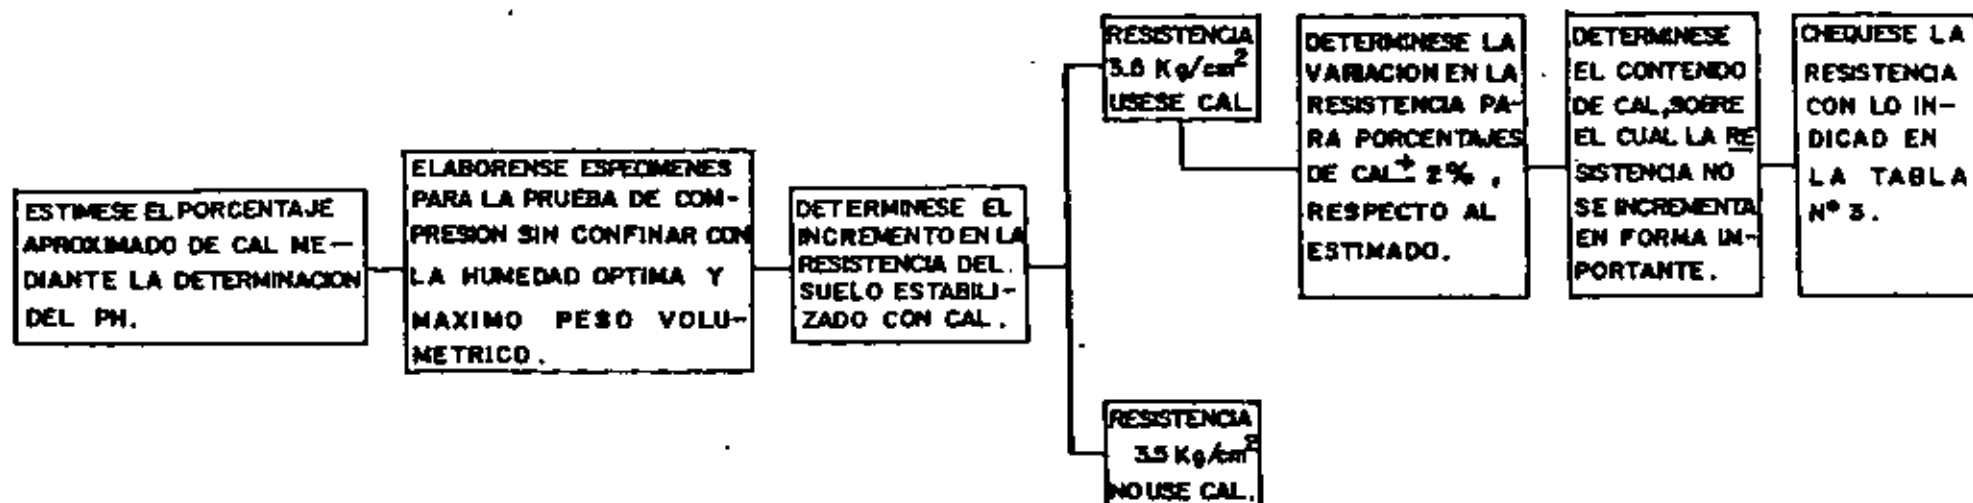 ESTIMESE EL PORCENTAJE
APROXIMADO DE CAL ME-
DIANTE LA DETERMINACION
DEL PH.
ELABORENSE ESPECIMENES
PARA LA PRUEBA DE COM-
PRESION SIN CONFINAR CON
LA HUMEDAD OPTIMA Y
MAXIMO PESO VOLU-
METRICO.
DETERMINESE EL
INCREMENTO EN LA
RESISTENCIA DEL.
SUELO ESTABILI-
ZADO CON CAL.
RESISTENCIA
Kg/cm²
USESE CAL
RESISTENCIA
3.5 Kg/cm²
NO USE CAL.
DETERMINESE LA
VARIACION EN LA
RESISTENCIA PA-
RA PORCENTAJES
DE CAL ± 2%,
RESPECTO AL
ESTIMADO.
DETERMINESE
EL CONTENIDO
DE CAL, SOBRE
EL CUAL LA RE
SISTENCIA NO
SE INCREMENTA
EN FORMA IM-
PORTANTE.
CHEQUESE LA
RESISTENCIA
CON LO IN-
DICAD EN
LA TABLA
N° 3.